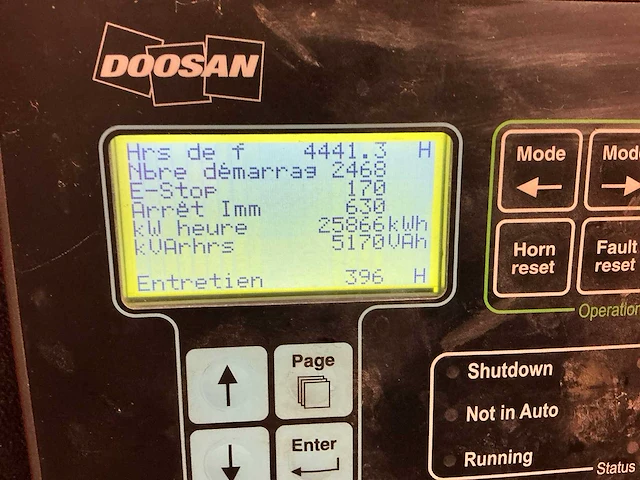 DOOSAN
Hrs de f 4441.3 H
Nbre démarrag 2468
E-Stop 170
Arrêt Imm 630
kW heure 25866kWh
kVArhrs 5170VAh
Entretien 396 H
Mode
Mode
Horn reset
Fault reset
Operation
Page
Enter
Shutdown
Not in Auto
Running
Status